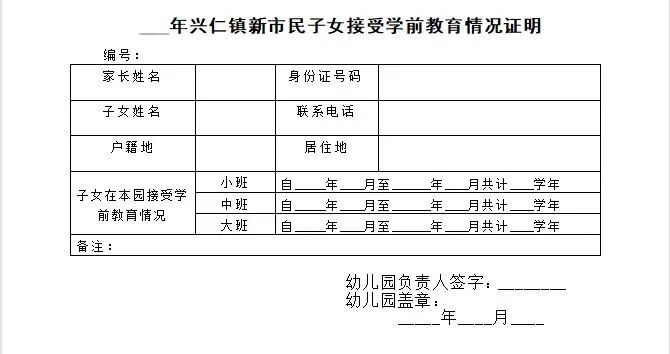 ___年兴仁镇新市民子女接受学前教育情况证明
编号：
家长姓名 身份证号码
子女姓名 联系电话
户籍地 居住地
子女在本园接受学前教育情况
小班 自____年___月至_____年___月共计___学年
中班 自____年___月至_____年___月共计___学年
大班 自____年___月至_____年___月共计___学年
备注：
幼儿园负责人签字：_______
幼儿园盖章：
_____年____月____